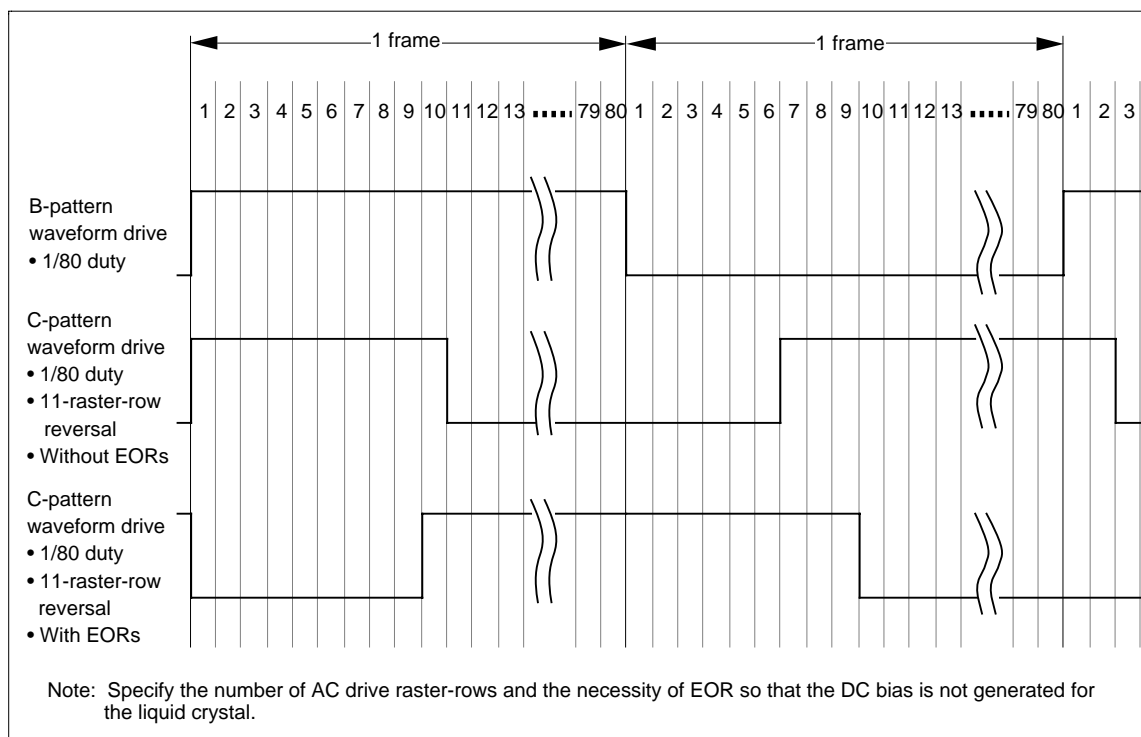 1 frame 1 frame
1 2 3 4 5 6 7 8 9 10 11 12 13 ...... 79 80 1 2 3 4 5 6 7 8 9 10 11 12 13 ...... 79 80 1 2 3
B-pattern
waveform drive
• 1/80 duty
C-pattern
waveform drive
• 1/80 duty
• 11-raster-row
reversal
• Without EORs
C-pattern
waveform drive
• 1/80 duty
• 11-raster-row
reversal
• With EORs
Note: Specify the number of AC drive raster-rows and the necessity of EOR so that the DC bias is not generated for
the liquid crystal.